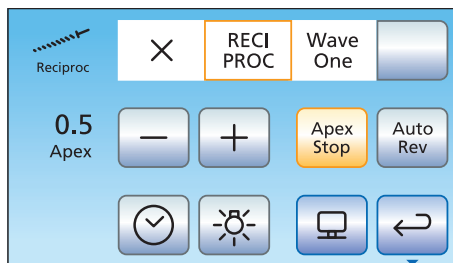 Reciproc
RECI
PROC
Wave
One
0.5
Apex
Apex
Stop
Auto
Rev